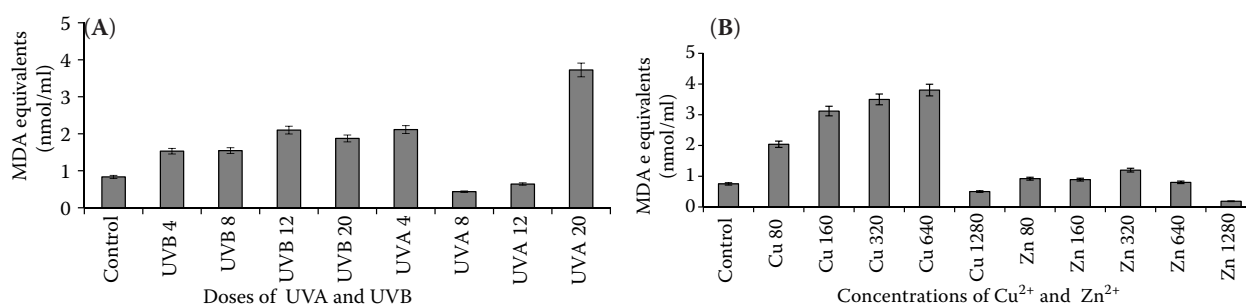 (A)
MDA equivalents
(nmol/ml)
5
4
3
2
1
0
Control
UVB 4
UVB 8
UVB 12
UVB 20
UVA 4
UVA 8
UVA 12
UVA 20
Doses of UVA and UVB
(B)
MDA e equivalents
(nmol/ml)
5
4
3
2
1
0
Control
Cu 80
Cu 160
Cu 320
Cu 640
Cu 1280
Zn 80
Zn 160
Zn 320
Zn 640
Zn 1280
Concentrations of Cu²⁺ and Zn²⁺